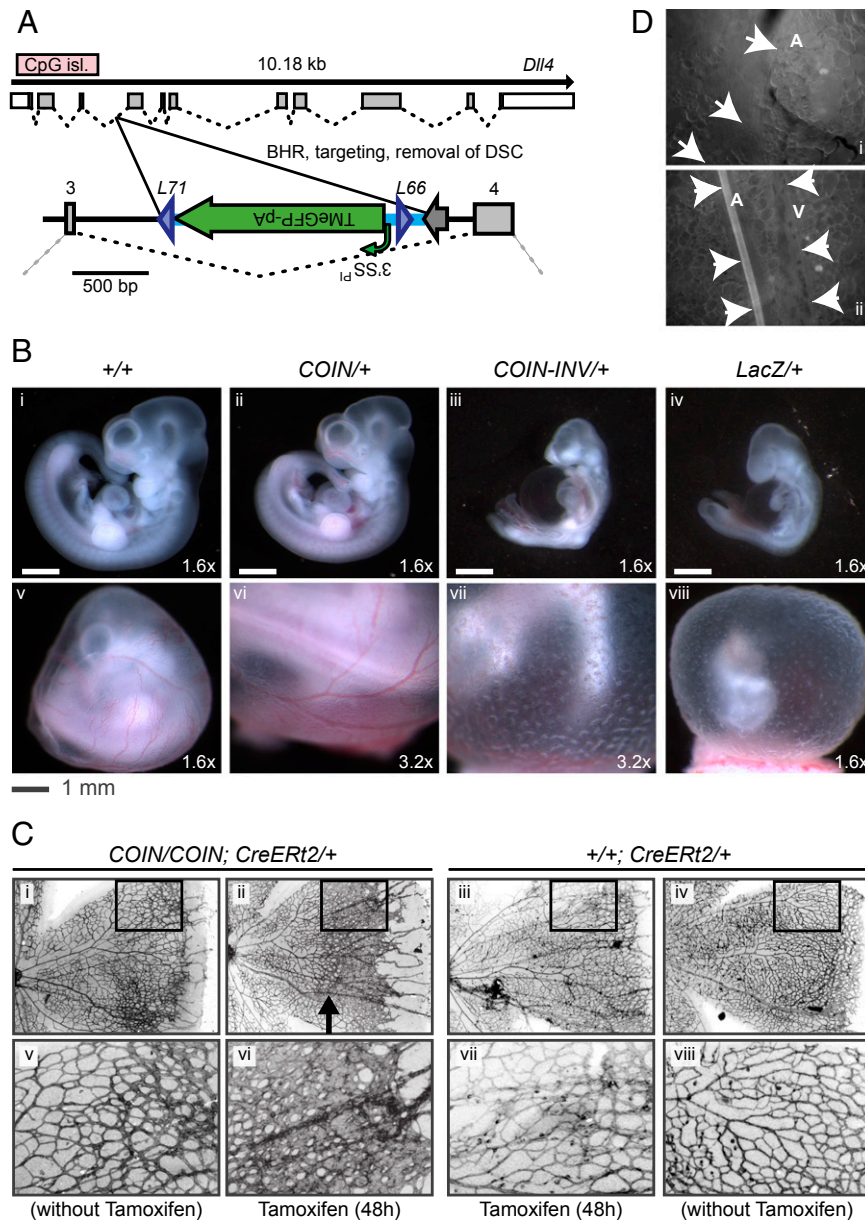 A
CpG isl.
10.18 kb
Dll4
BHR, targeting, removal of DSC
3
L71
L66
4
TMeGFP-pA
3'SS PI
500 bp
D
A
i
A
V
ii
B
+/+
COIN/+
COIN-INV/+
LacZ/+
i
1.6x
ii
1.6x
iii
1.6x
iv
1.6x
v
1.6x
vi
3.2x
vii
3.2x
viii
1.6x
1 mm
C
COIN/COIN; CreERt2/+
+/+; CreERt2/+
i
ii
iii
iv
v
vi
vii
viii
(without Tamoxifen)
Tamoxifen (48h)
Tamoxifen (48h)
(without Tamoxifen)